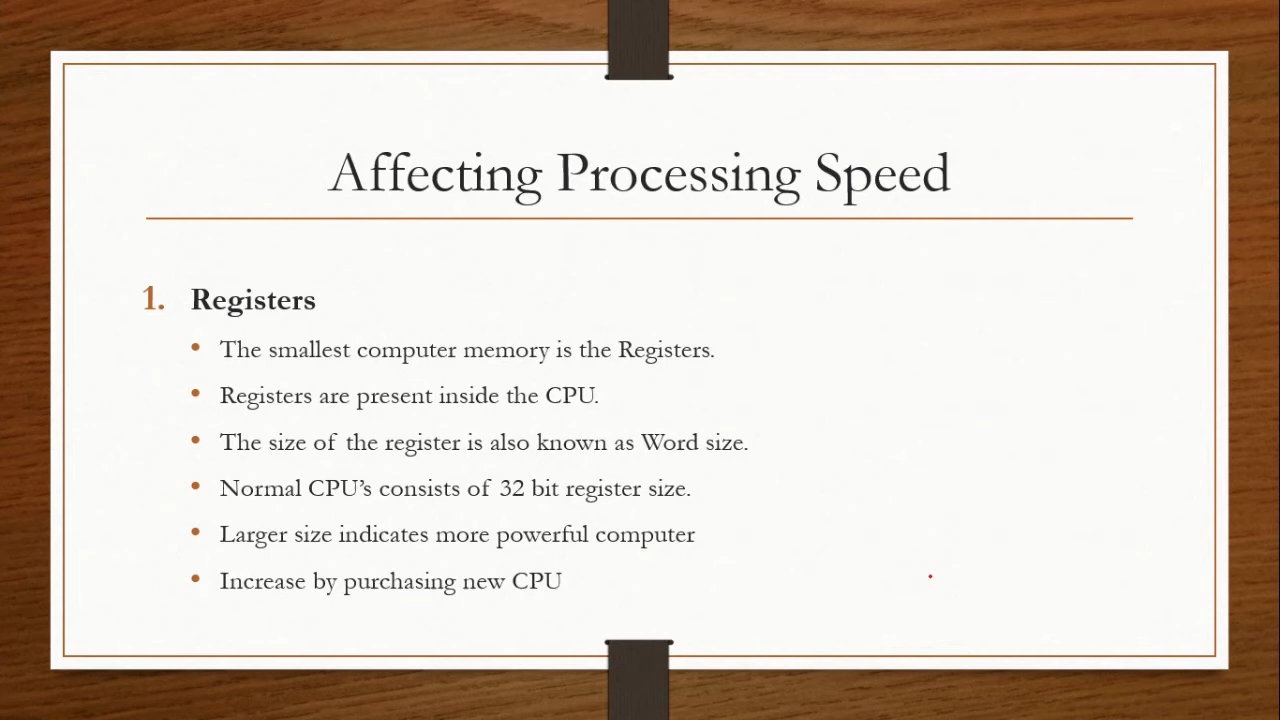 Affecting Processing Speed
1. Registers
• The smallest computer memory is the Registers.
• Registers are present inside the CPU.
• The size of the register is also known as Word size.
• Normal CPU’s consists of 32 bit register size.
• Larger size indicates more powerful computer
• Increase by purchasing new CPU